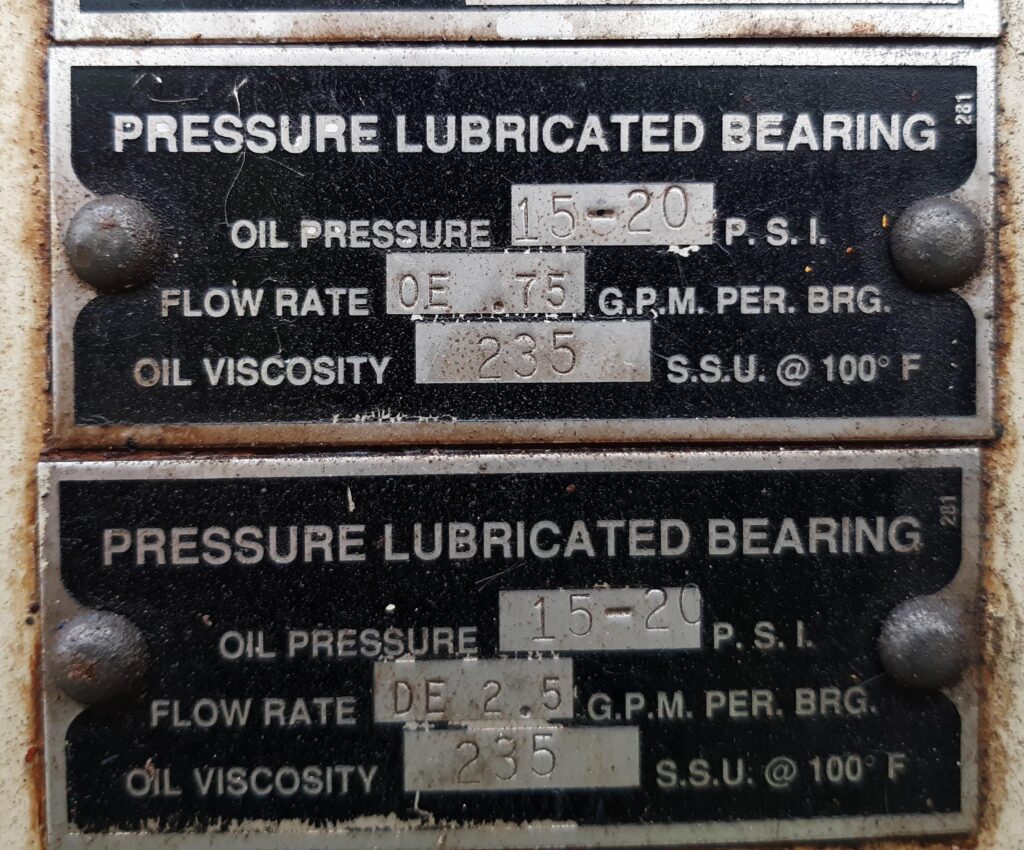 PRESSURE LUBRICATED BEARING
281
OIL PRESSURE 15-20 P. S. I.
FLOW RATE OE .75 G.P.M. PER. BRG.
OIL VISCOSITY 235 S.S.U. @ 100° F
PRESSURE LUBRICATED BEARING
281
OIL PRESSURE 15-20 P. S. I.
FLOW RATE DE 2.5 G.P.M. PER. BRG.
OIL VISCOSITY 235 S.S.U. @ 100° F